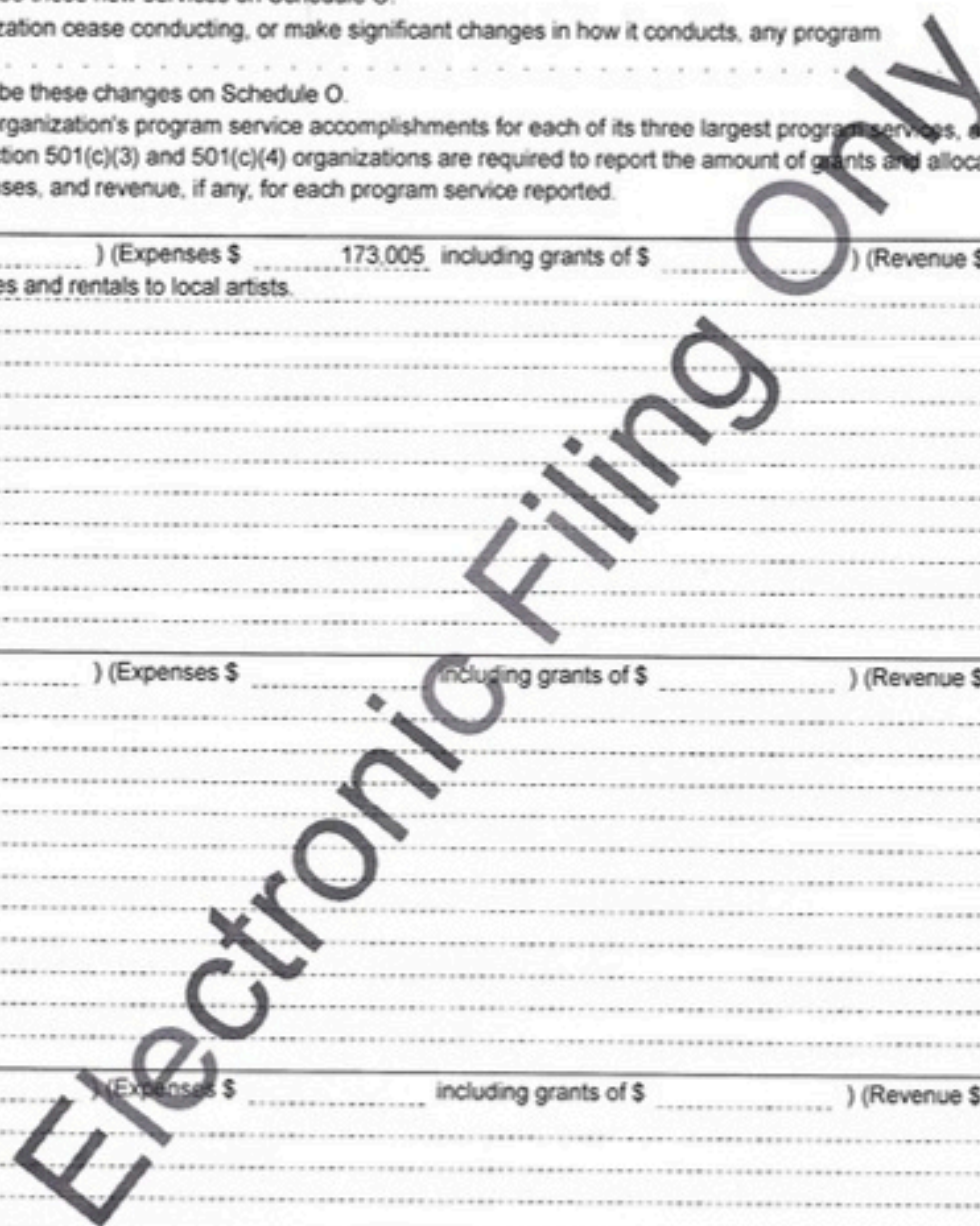 zation cease conducting, or make significant changes in how it conducts, any program
be these changes on Schedule O.
rganization's program service accomplishments for each of its three largest program services, a
tion 501(c)(3) and 501(c)(4) organizations are required to report the amount of grants and alloca
ses, and revenue, if any, for each program service reported.
) (Expenses $ 173,005 including grants of $ ) (Revenue $
es and rentals to local artists.
) (Expenses $ including grants of $ ) (Revenue $
) (Expenses $ including grants of $ ) (Revenue $
Electronic Filing Only